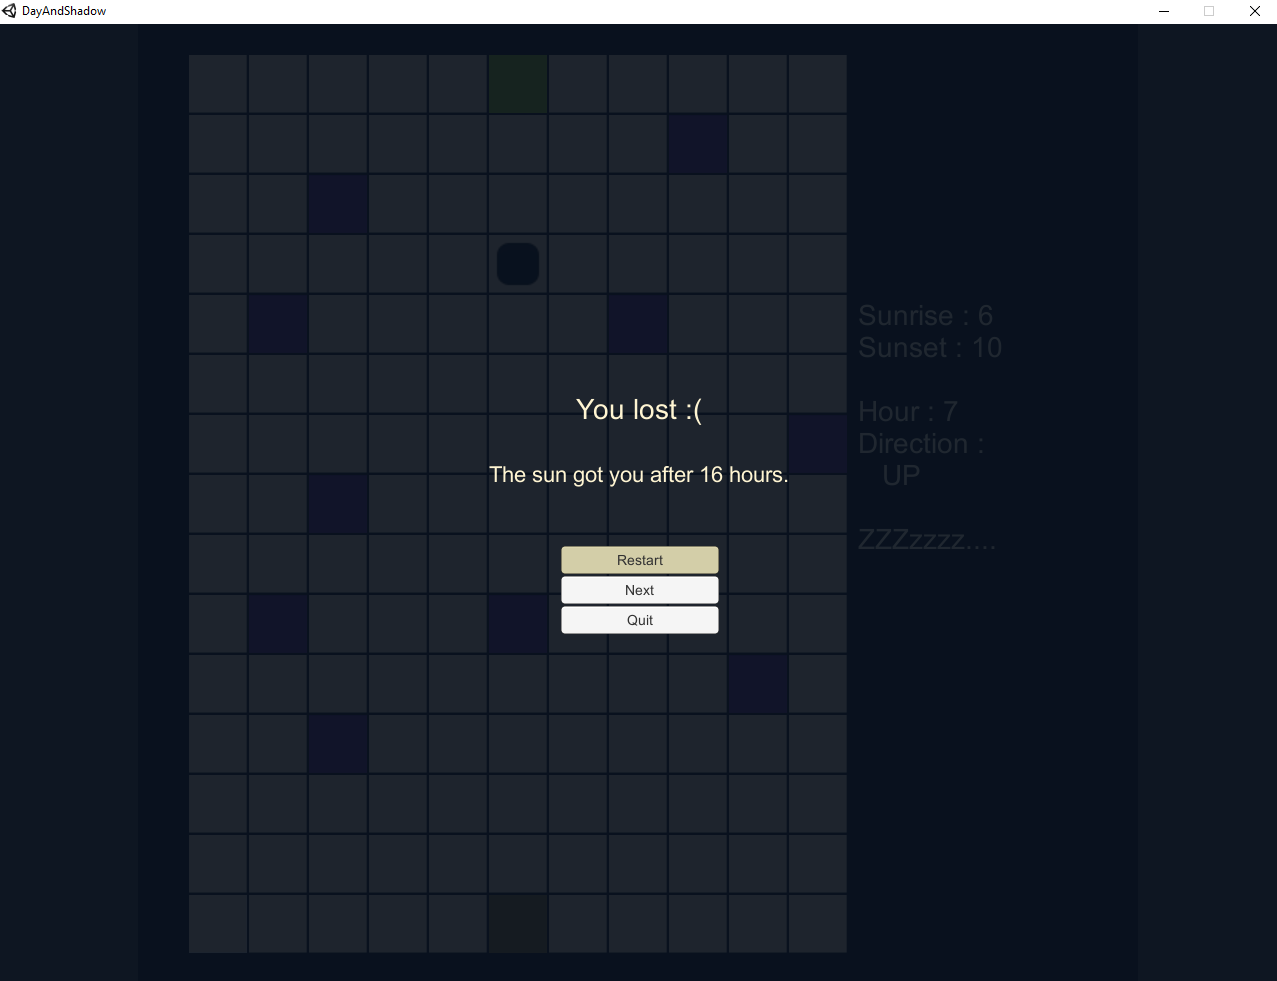 DayAndShadow
Sunrise : 6
Sunset : 10
Hour : 7
Direction :
UP
ZZZzzzz....
You lost :(
The sun got you after 16 hours.
Restart
Next
Quit